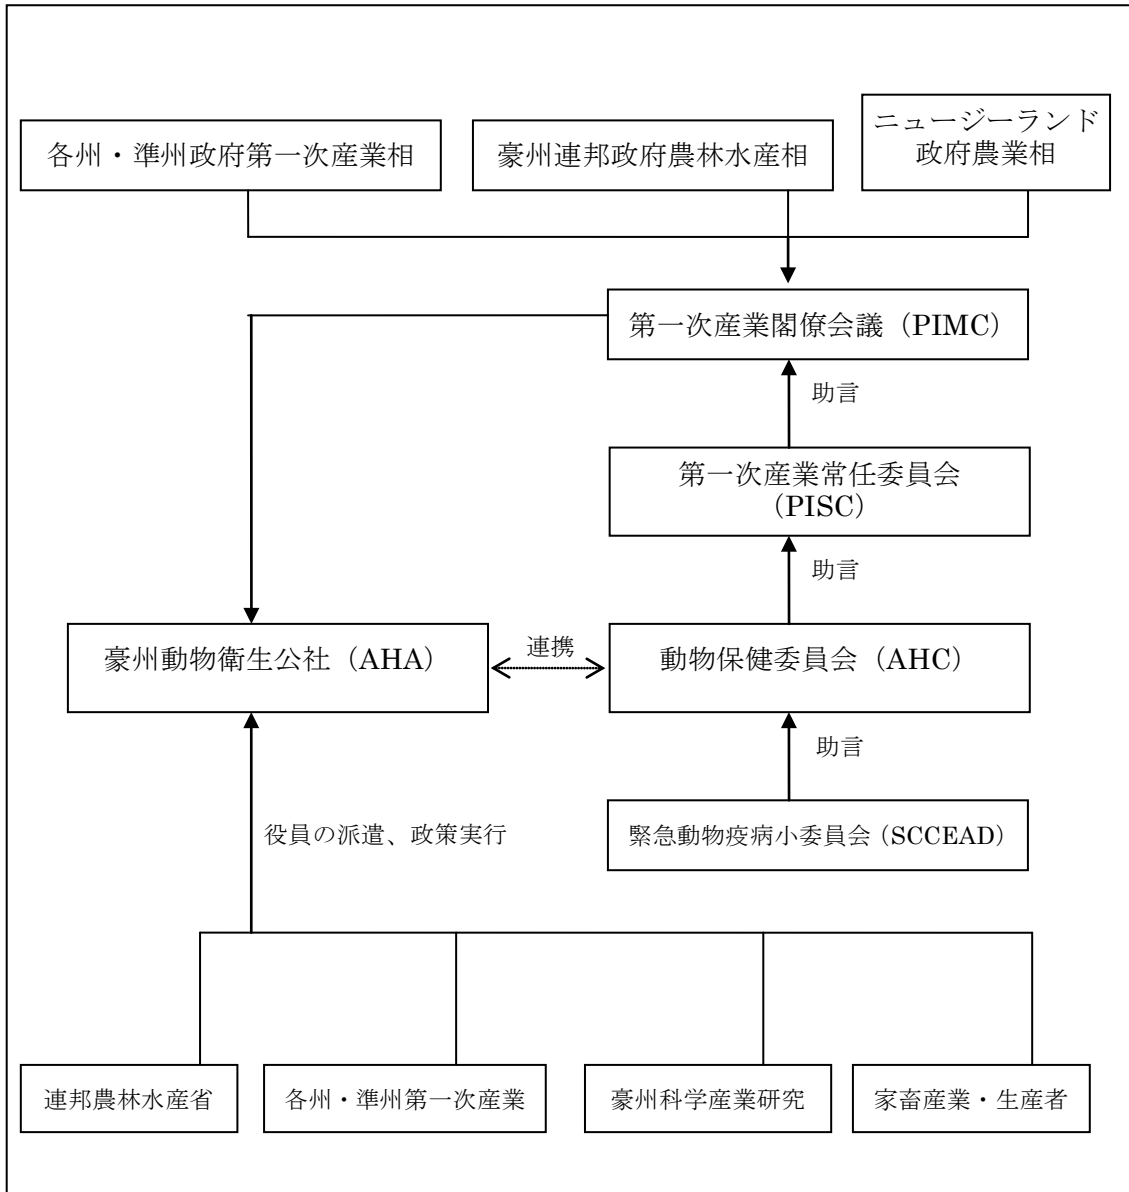 各州・準州政府第一次産業相
豪州連邦政府農林水産相
ニュージーランド
政府農業相
第一次産業閣僚会議（PIMC）
助言
第一次産業常任委員会
（PISC）
助言
豪州動物衛生公社（AHA）
連携
動物保健委員会（AHC）
助言
役員の派遣、政策実行
緊急動物疫病小委員会（SCCEAD）
連邦農林水産省
各州・準州第一次産業
豪州科学産業研究
家畜産業・生産者